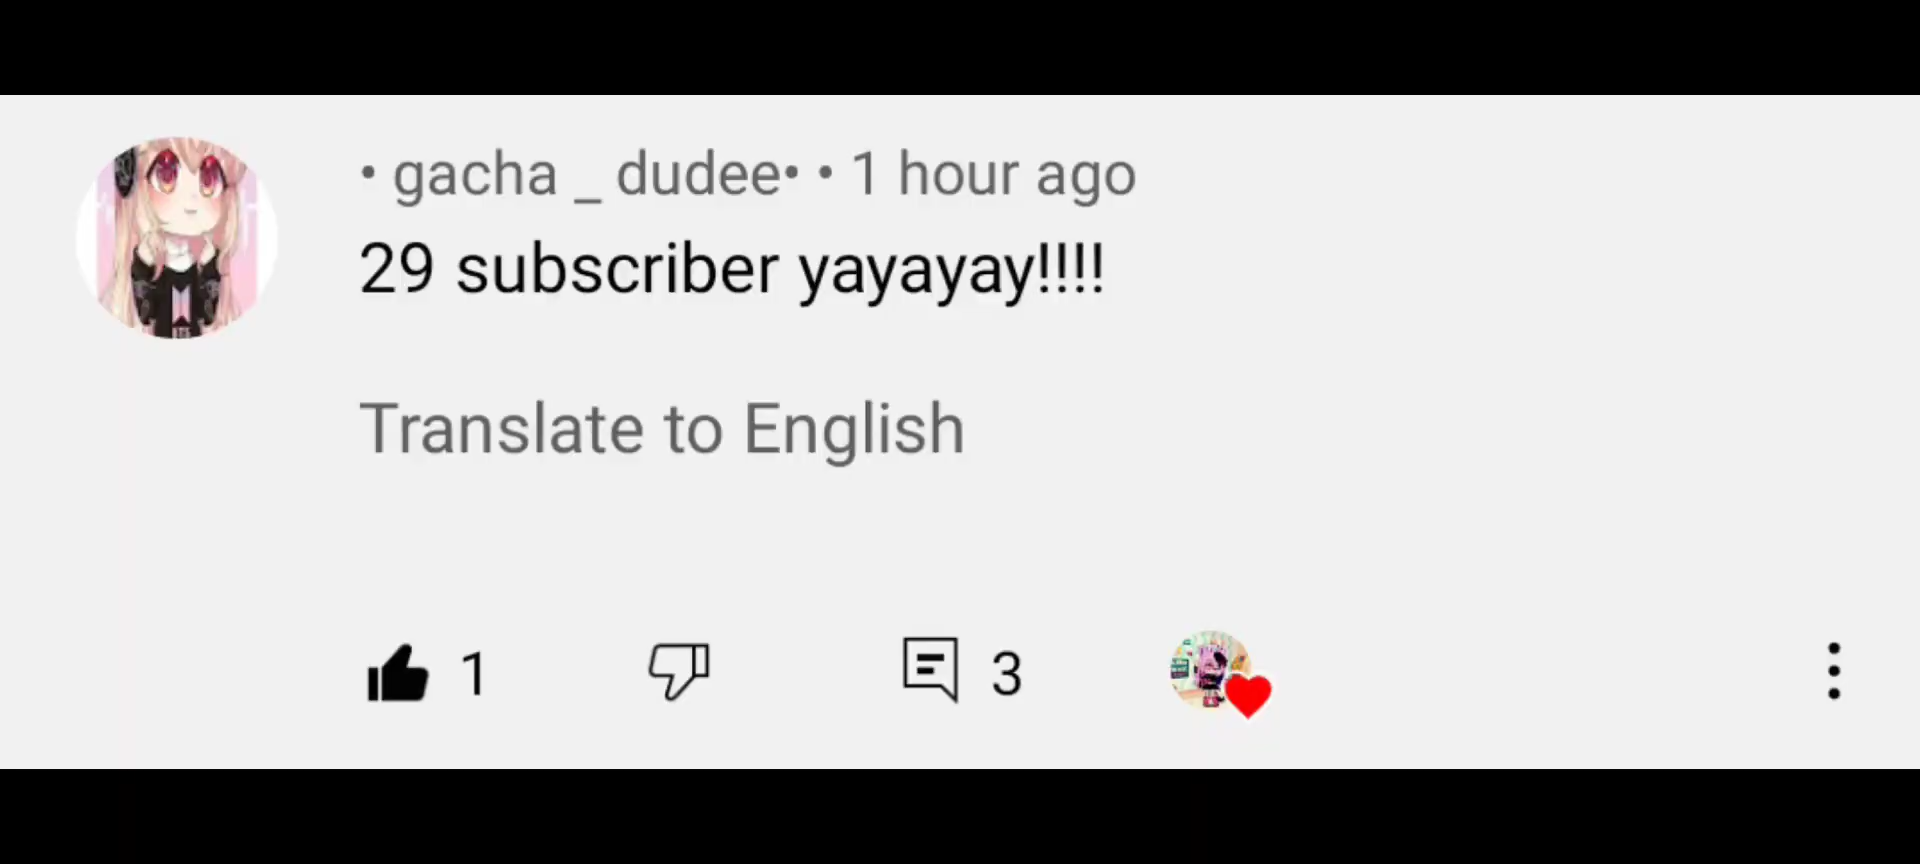 • gacha _ dudee• • 1 hour ago
29 subscriber yayayay!!!!
Translate to English
1 3